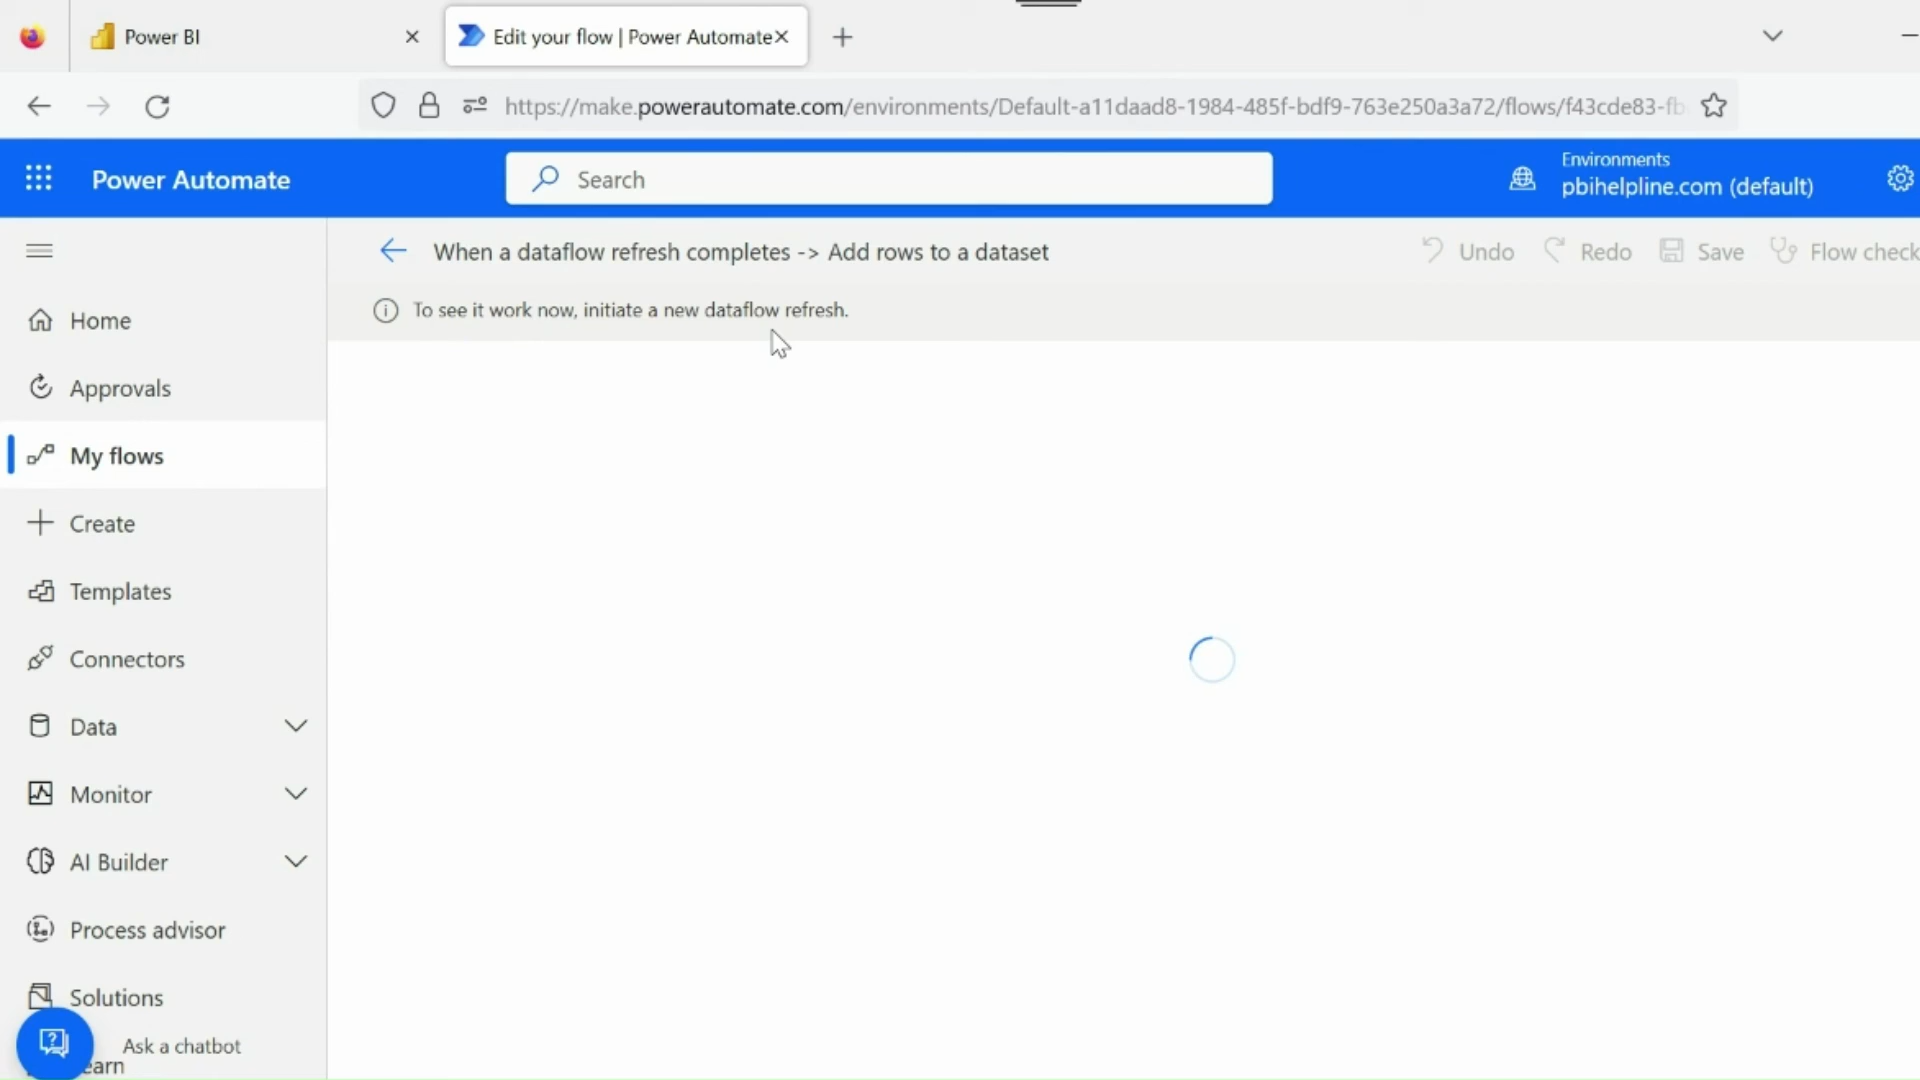 Power BI
Edit your flow | Power Automate
https://make.powerautomate.com/environments/Default-a11daad8-1984-485f-bdf9-763e250a3a72/flows/f43cde83-fb
Power Automate
Search
Environments
pbihelpline.com (default)
When a dataflow refresh completes -> Add rows to a dataset
Undo
Redo
Save
Flow check
To see it work now, initiate a new dataflow refresh.
Home
Approvals
My flows
Create
Templates
Connectors
Data
Monitor
AI Builder
Process advisor
Solutions
Ask a chatbot
earn